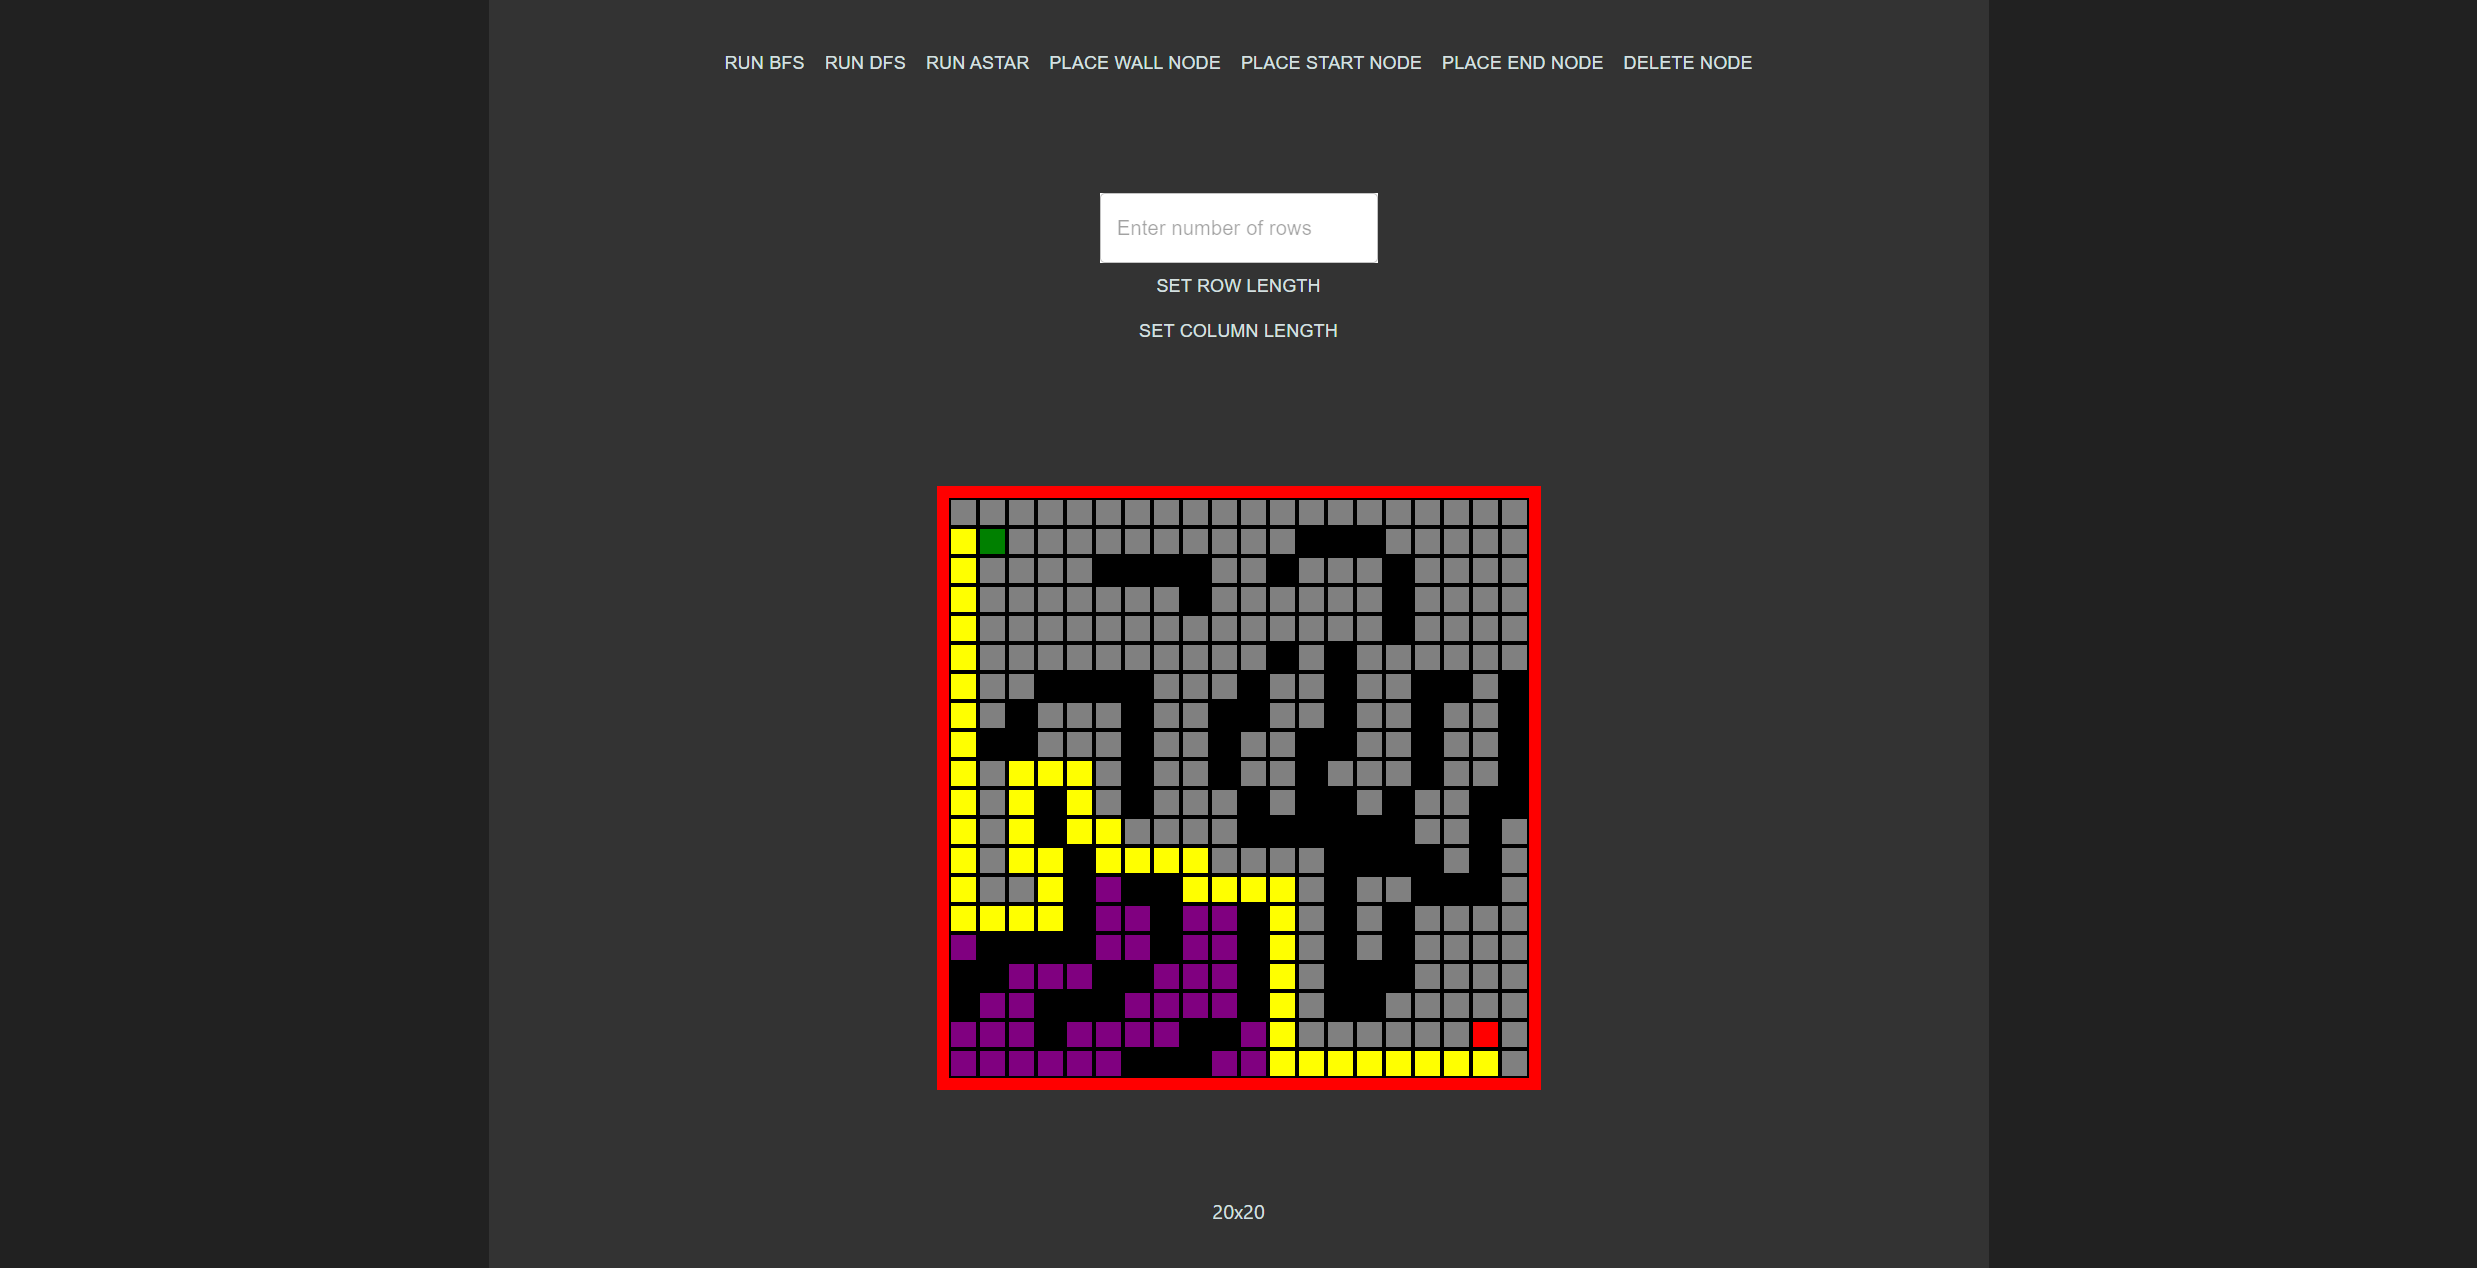 RUN BFS RUN DFS RUN ASTAR PLACE WALL NODE PLACE START NODE PLACE END NODE DELETE NODE
Enter number of rows
SET ROW LENGTH
SET COLUMN LENGTH
20x20